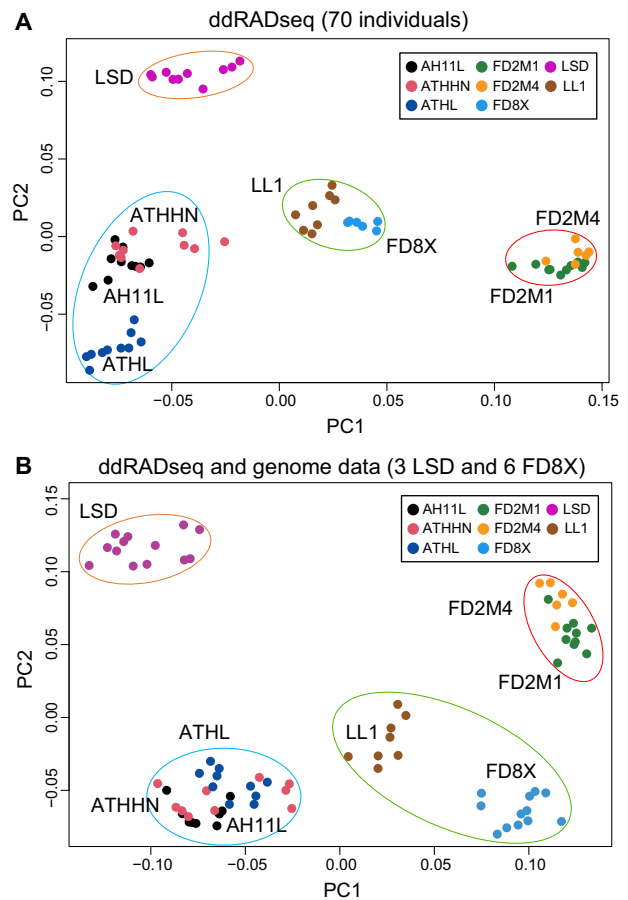 A
ddRADseq (70 individuals)
AH11L FD2M1 LSD
ATHHN FD2M4 LL1
ATHL FD8X
LSD
ATHHN
AH11L
ATHL
LL1
FD8X
FD2M4
FD2M1
PC2
0.10
0.05
0.00
−0.05
−0.05 0.00 0.05 0.10 0.15
PC1
B
ddRADseq and genome data (3 LSD and 6 FD8X)
AH11L FD2M1 LSD
ATHHN FD2M4 LL1
ATHL FD8X
LSD
FD2M4
FD2M1
ATHL
LL1
FD8X
ATHHN
AH11L
PC2
0.15
0.10
0.05
0.00
−0.05
−0.10 −0.05 0.00 0.05 0.10
PC1